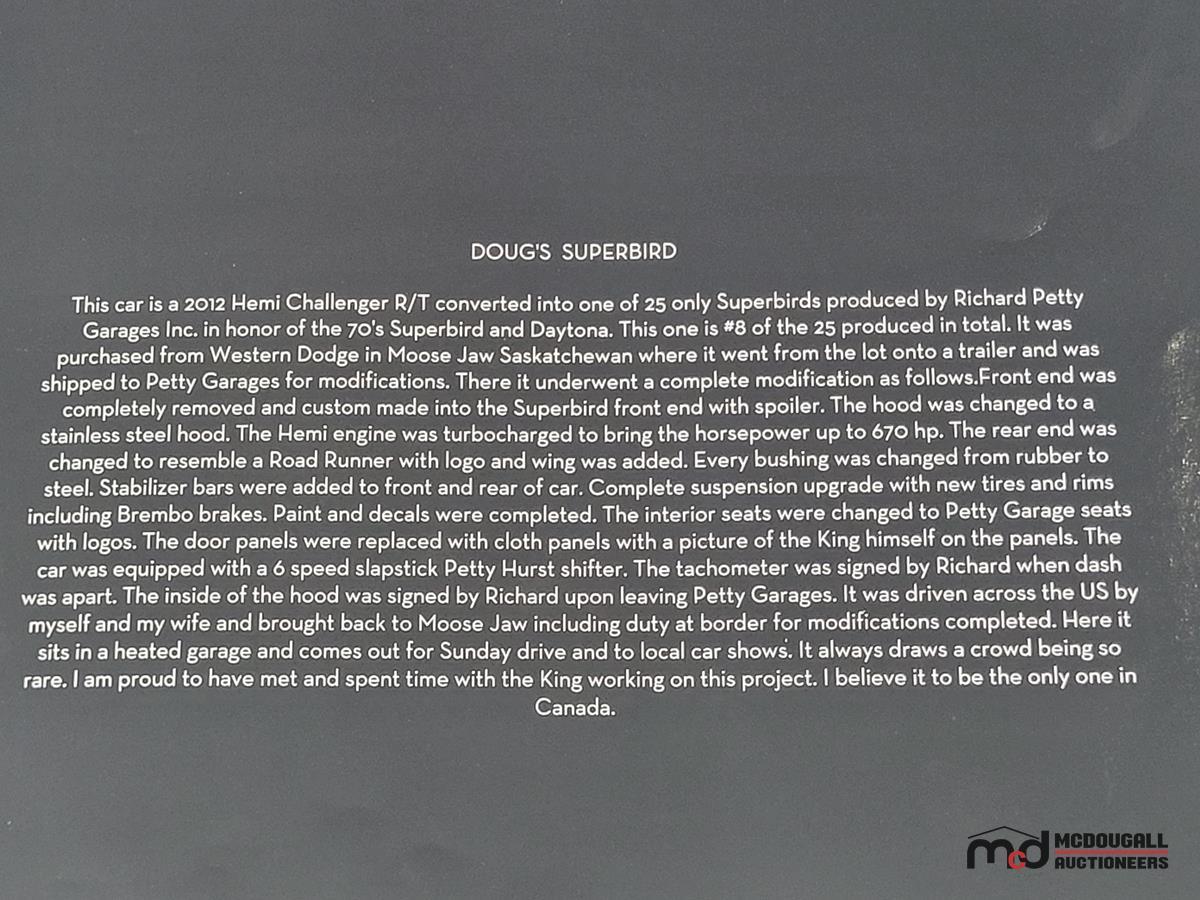 DOUG'S SUPERBIRD
This car is a 2012 Hemi Challenger R/T converted into one of 25 only Superbirds produced by Richard Petty
Garages Inc. in honor of the 70's Superbird and Daytona. This one is #8 of the 25 produced in total. It was
purchased from Western Dodge in Moose Jaw Saskatchewan where it went from the lot onto a trailer and was
shipped to Petty Garages for modifications. There it underwent a complete modification as follows.Front end was
completely removed and custom made into the Superbird front end with spoiler. The hood was changed to a
stainless steel hood. The Hemi engine was turbocharged to bring the horsepower up to 670 hp. The rear end was
changed to resemble a Road Runner with logo and wing was added. Every bushing was changed from rubber to
steel. Stabilizer bars were added to front and rear of car. Complete suspension upgrade with new tires and rims
including Brembo brakes. Paint and decals were completed. The interior seats were changed to Petty Garage seats
with logos. The door panels were replaced with cloth panels with a picture of the King himself on the panels. The
car was equipped with a 6 speed slapstick Petty Hurst shifter. The tachometer was signed by Richard when dash
was apart. The inside of the hood was signed by Richard upon leaving Petty Garages. It was driven across the US by
myself and my wife and brought back to Moose Jaw including duty at border for modifications completed. Here it
sits in a heated garage and comes out for Sunday drive and to local car shows. It always draws a crowd being so
rare. I am proud to have met and spent time with the King working on this project. I believe it to be the only one in
Canada.
mcd MCDOUGALL
AUCTIONEERS